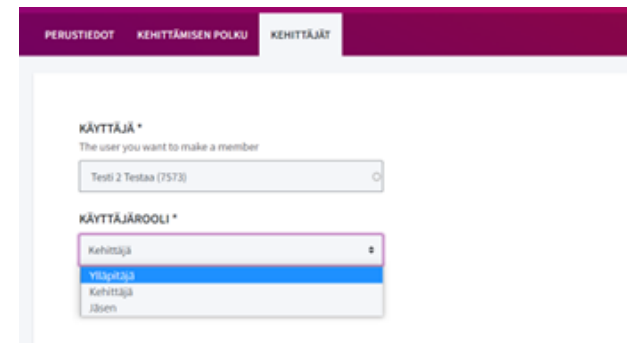 PERUSTIEDOT KEHITTÄMISEN POLKU KEHITTÄJÄT
KÄYTTÄJÄ *
The user you want to make a member
Testi 2 Testaa (7573)
KÄYTTÄJÄROOLI *
Kehittäjä
Ylläpitäjä
Kehittäjä
Jäsen